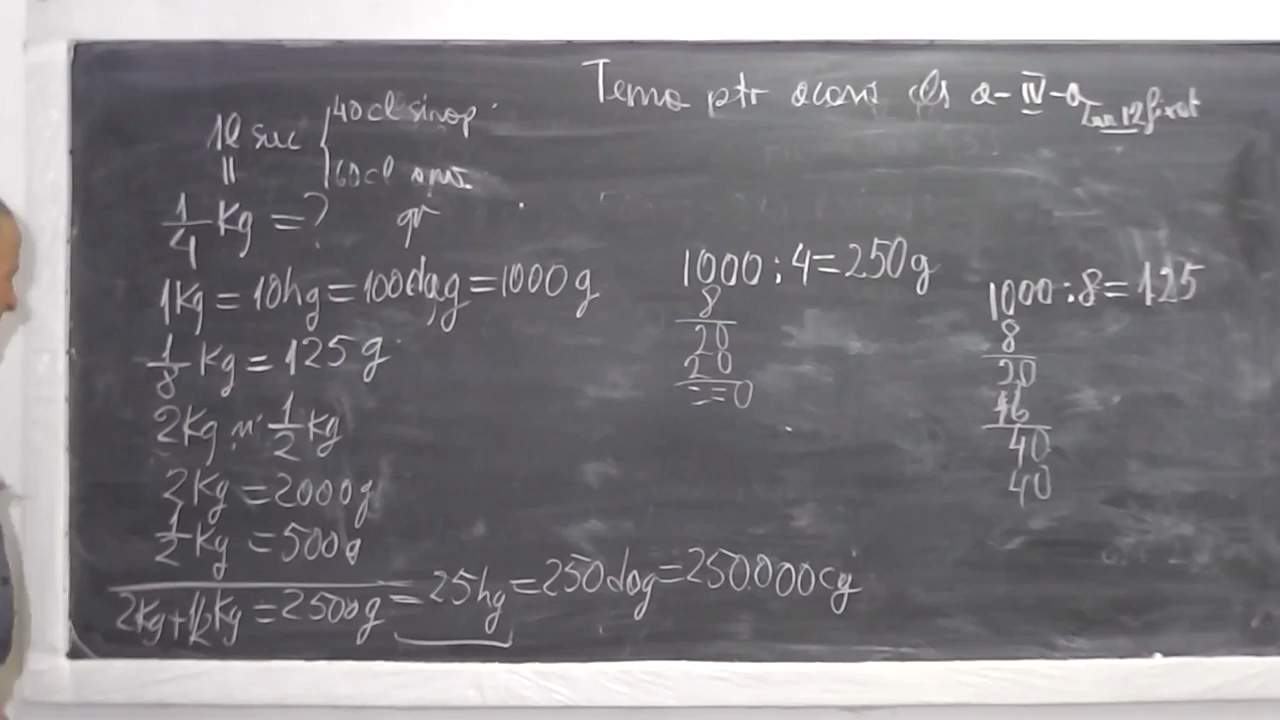 Tema ptr acasă cls a-IV-a
1l suc 40cl sirop
= 60cl apă
1/4 Kg = ? gr
1Kg = 10hg = 100dag = 1000g
1/8 Kg = 125g
2Kg și 1/2 Kg
2Kg = 2000g
1/2 Kg = 500g
2Kg+1/2Kg = 2500g = 25hg = 250dag = 250000cg
1000:4=250g
8
20
20
==0
1000:8=125
8
20
16
40
40